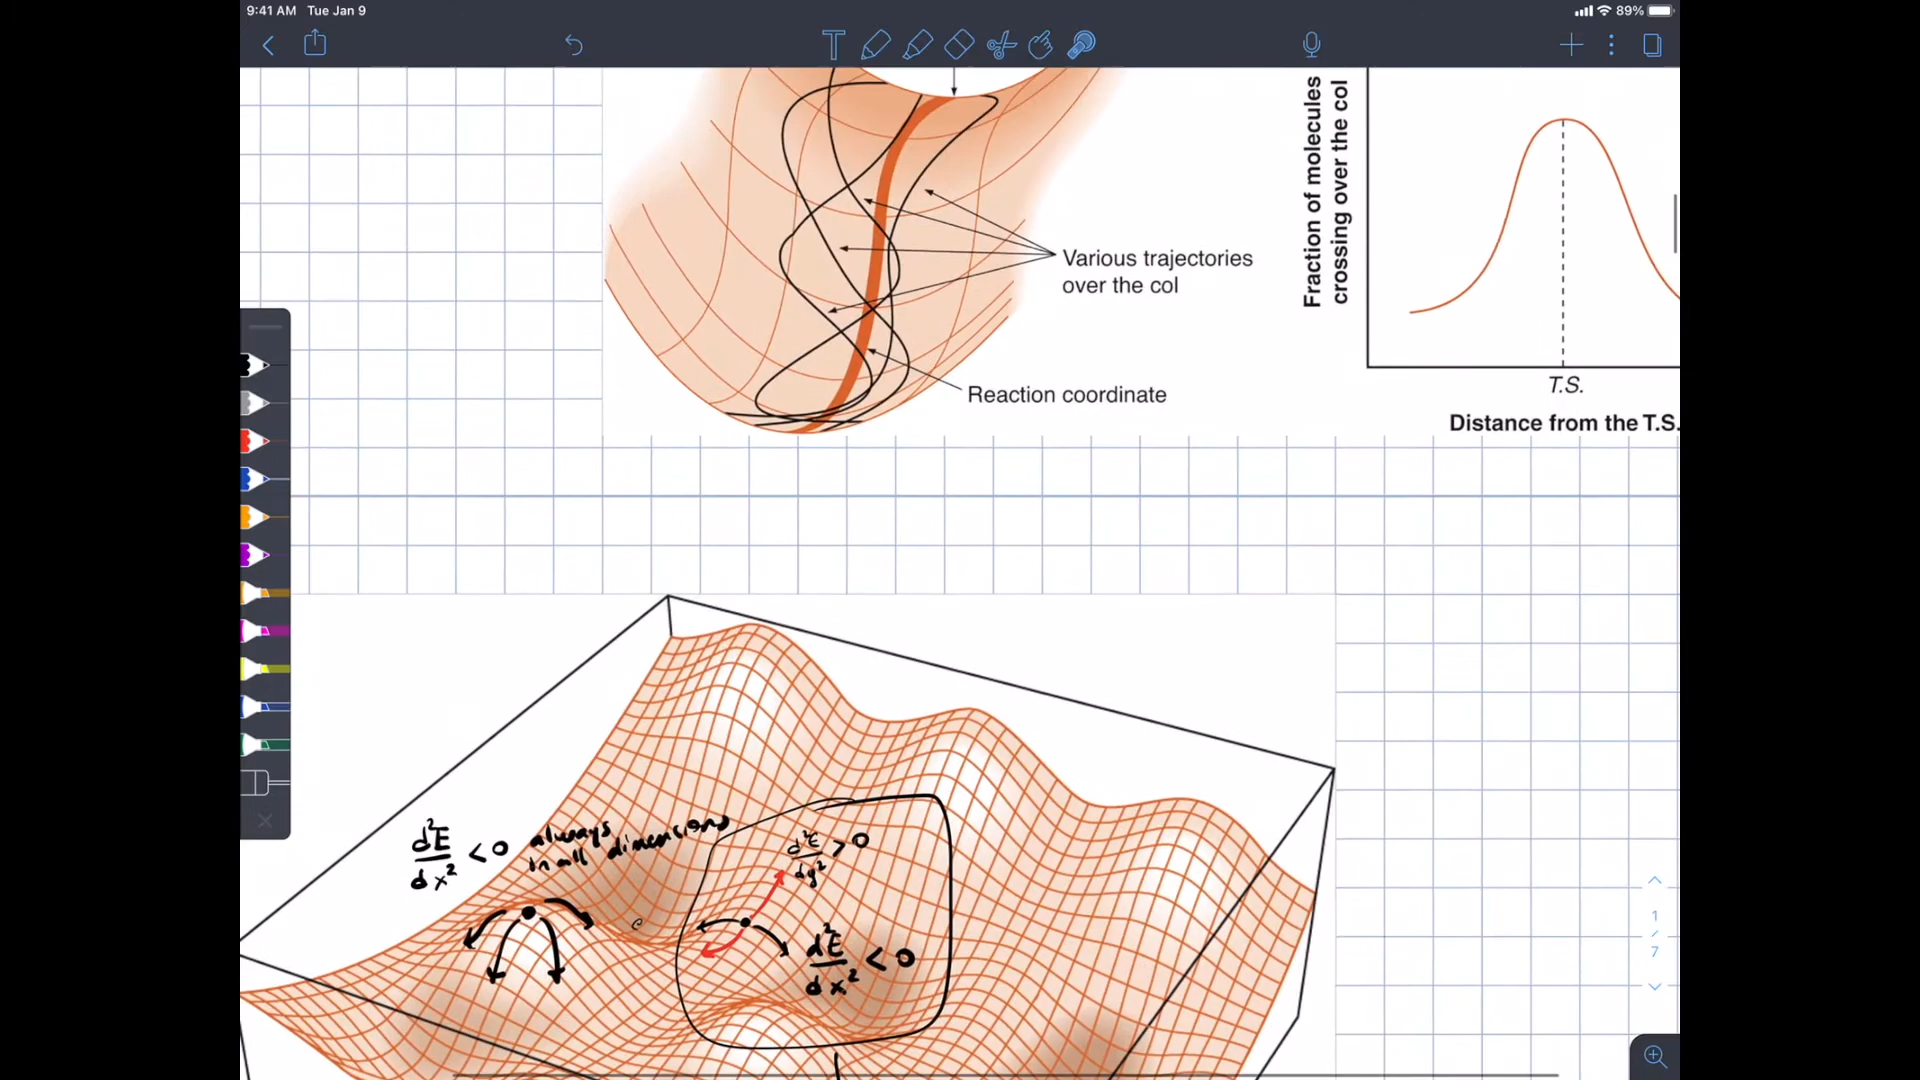 9:41 AM Tue Jan 9
89%
Fraction of molecules
crossing over the col
Various trajectories
over the col
Reaction coordinate
T.S.
Distance from the T.S.
d²E/dx² < 0 always
in all dimensions
d²E/dy² > 0
d²E/dx² < 0
1
/
7